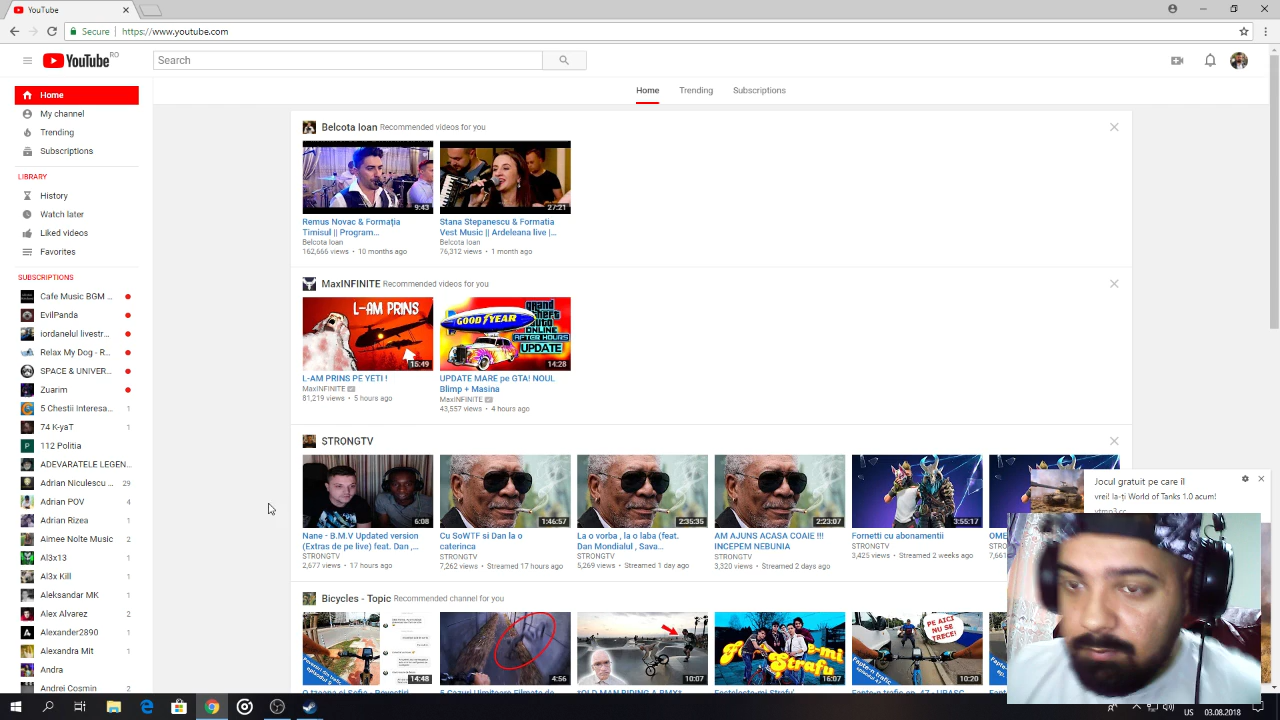 YouTube
Secure
https://www.youtube.com
YouTube RO
Search
Home
My channel
Trending
Subscriptions
LIBRARY
History
Watch later
Liked videos
Favorites
SUBSCRIPTIONS
Cafe Music BGM ...
EvilPanda
iordanelul livestr...
Relax My Dog - R...
SPACE & UNIVER...
Zuarim
5 Chestii Interesa... 1
74 K-yaT 1
112 Politia
ADEVARATELE LEGEN...
Adrian Niculescu ... 29
Adrian POV 4
Adrian Rizea 1
Aimee Nolte Music 2
Al3x13 1
Al3x Kill 1
Aleksandar MK 1
Alex Alvarez 2
Alexander2890 1
Alexandra Mit 1
Andra
Andrei Cosmin 2
Home Trending Subscriptions
Belcota Ioan Recommended videos for you
9:43
27:21
Remus Novac & Formația
Timisul || Program...
Belcota Ioan
162,666 views • 10 months ago
Stana Stepanescu & Formatia
Vest Music || Ardeleana live |...
Belcota Ioan
76,312 views • 1 month ago
MaxINFINITE Recommended videos for you
L-AM PRINS
15:49
GOODYEAR
grand
theft
auto
ONLINE
AFTER HOURS
UPDATE
14:28
L-AM PRINS PE YETI !
MaxINFINITE
81,219 views • 5 hours ago
UPDATE MARE pe GTA! NOUL
Blimp + Masina
MaxINFINITE
43,557 views • 4 hours ago
STRONGTV
6:08
1:46:57
2:35:35
2:23:07
3:55:17
Nane - B.M.V Updated version
(Extras de pe live) feat. Dan ,...
STRONGTV
2,677 views • 17 hours ago
Cu SoWTF si Dan la o
caterinca
STRONGTV
7,262 views • Streamed 17 hours ago
La o vorba , la o laba (feat.
Dan Mondialul , Sava...
STRONGTV
5,269 views • Streamed 1 day ago
AM AJUNS ACASA COAIE !!!
INCEPEM NEBUNIA
STRONGTV
3,320 views • Streamed 2 days ago
Fornetti cu abonamentii
STRONGTV
3,425 views • Streamed 2 weeks ago
OME
STRO
7,661
Jocul gratuit pe care îl
vrei! Ia-ți World of Tanks 1.0 acum!
vtmp3.cc
Bicycles - Topic Recommended channel for you
14:48
4:56
10:07
16:07
PE AICI
NU SE
TRECE!
10:20
US 03.08.2018